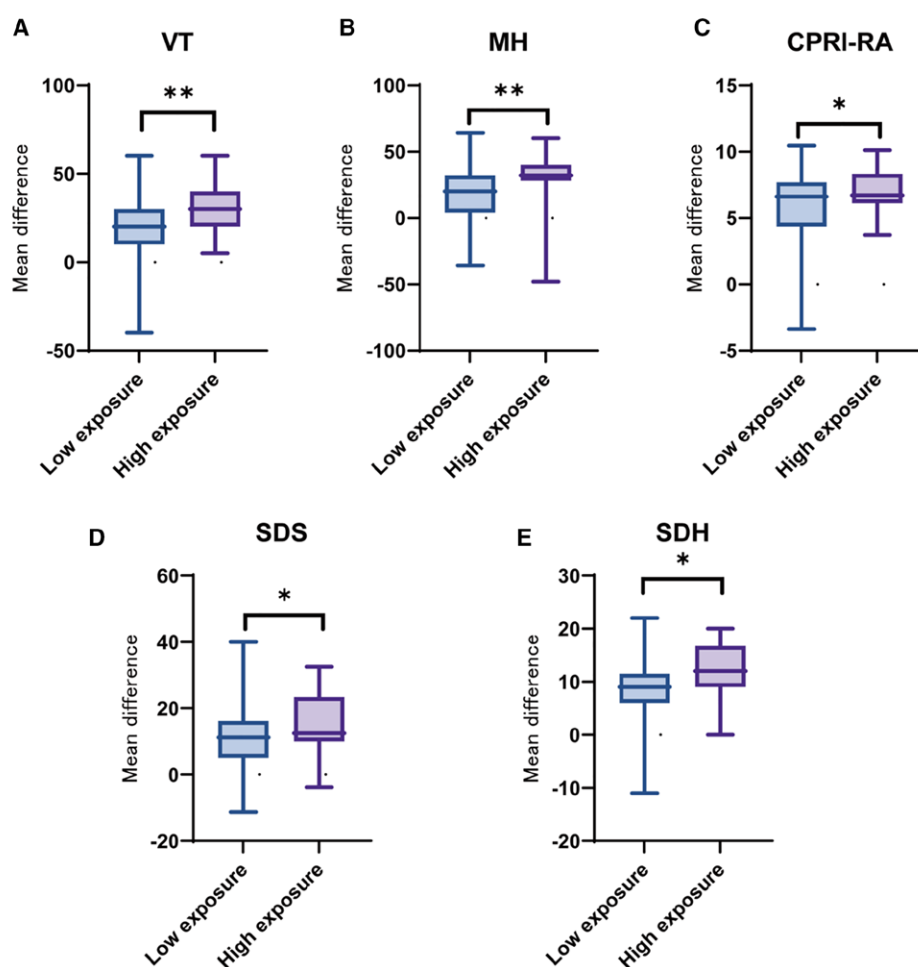 A
VT
100
50
0
-50
Mean difference
**
Low exposure
High exposure
B
MH
100
50
0
-50
-100
Mean difference
**
Low exposure
High exposure
C
CPRI-RA
15
10
5
0
-5
Mean difference
*
Low exposure
High exposure
D
SDS
60
40
20
0
-20
Mean difference
*
Low exposure
High exposure
E
SDH
30
20
10
0
-10
-20
Mean difference
*
Low exposure
High exposure